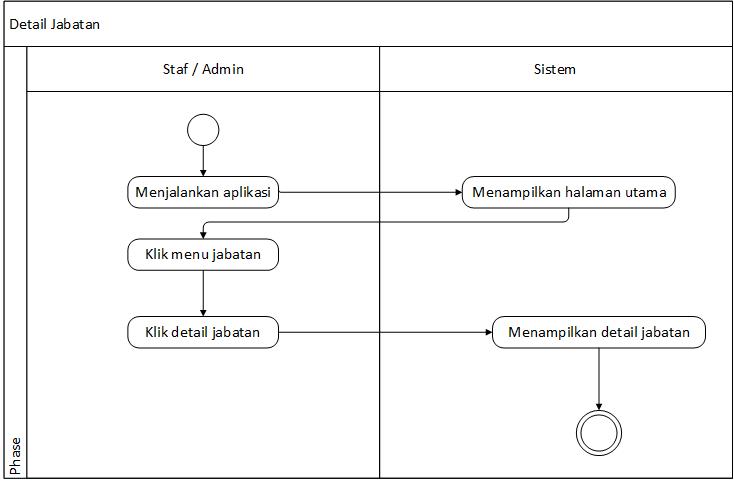 Detail Jabatan
Staf / Admin
Sistem
Menjalankan aplikasi
Menampilkan halaman utama
Klik menu jabatan
Klik detail jabatan
Menampilkan detail jabatan
Phase